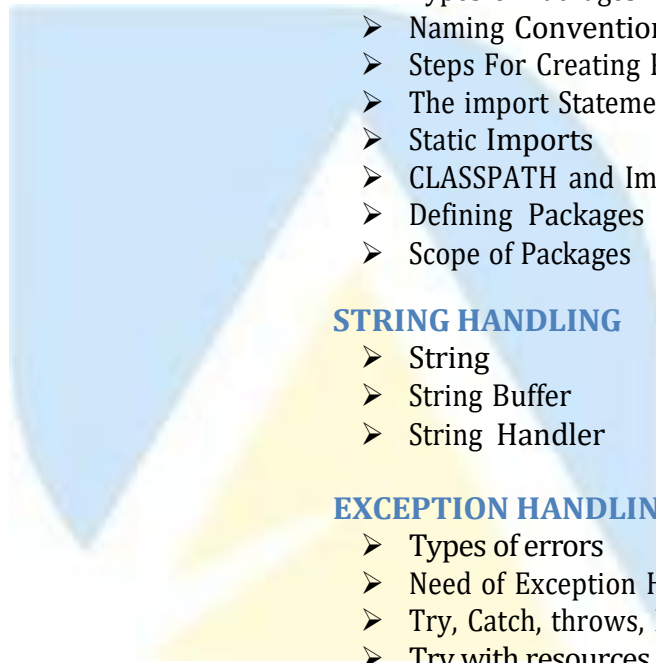 ➢ Naming Convention
➢ Steps For Creating
➢ The import Stateme
➢ Static Imports
➢ CLASSPATH and Im
➢ Defining Packages
➢ Scope of Packages
STRING HANDLING
➢ String
➢ String Buffer
➢ String Handler
EXCEPTION HANDLIN
➢ Types of errors
➢ Need of Exception
➢ Try, Catch, throws,
➢ Try with resources